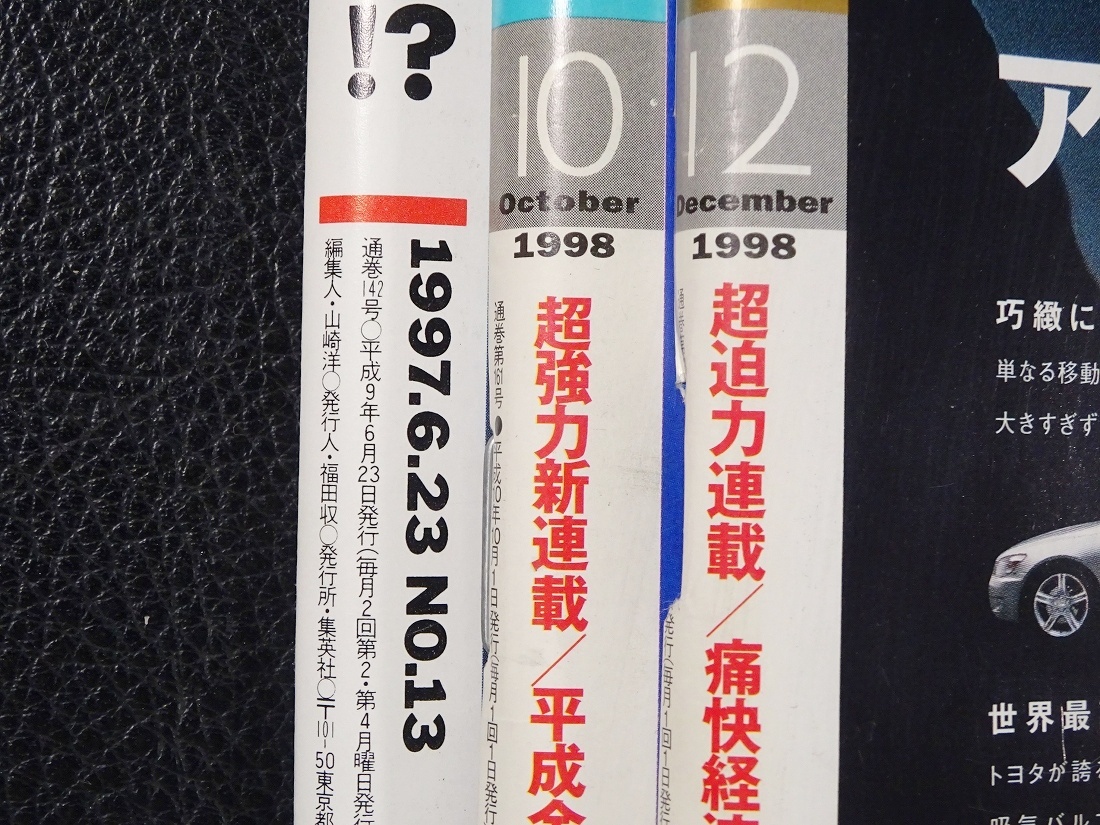 ?
!
1997.6.23 NO.13
通巻142号○平成9年6月23日発行(毎月2回第2・第4月曜日発行
編集人・山崎洋○発行人・福田収○発行所・集英社○〒101-50東京都
10
October
1998
超強力新連載／平成
通巻第161号●平成10年10月1日発行(毎月1回1日発行
12
December
1998
超迫力連載／痛快経
発行(毎月1回1日発行
ア
巧緻に
単なる移動
大きすぎず
世界最
トヨタが誇
吸気バルブ